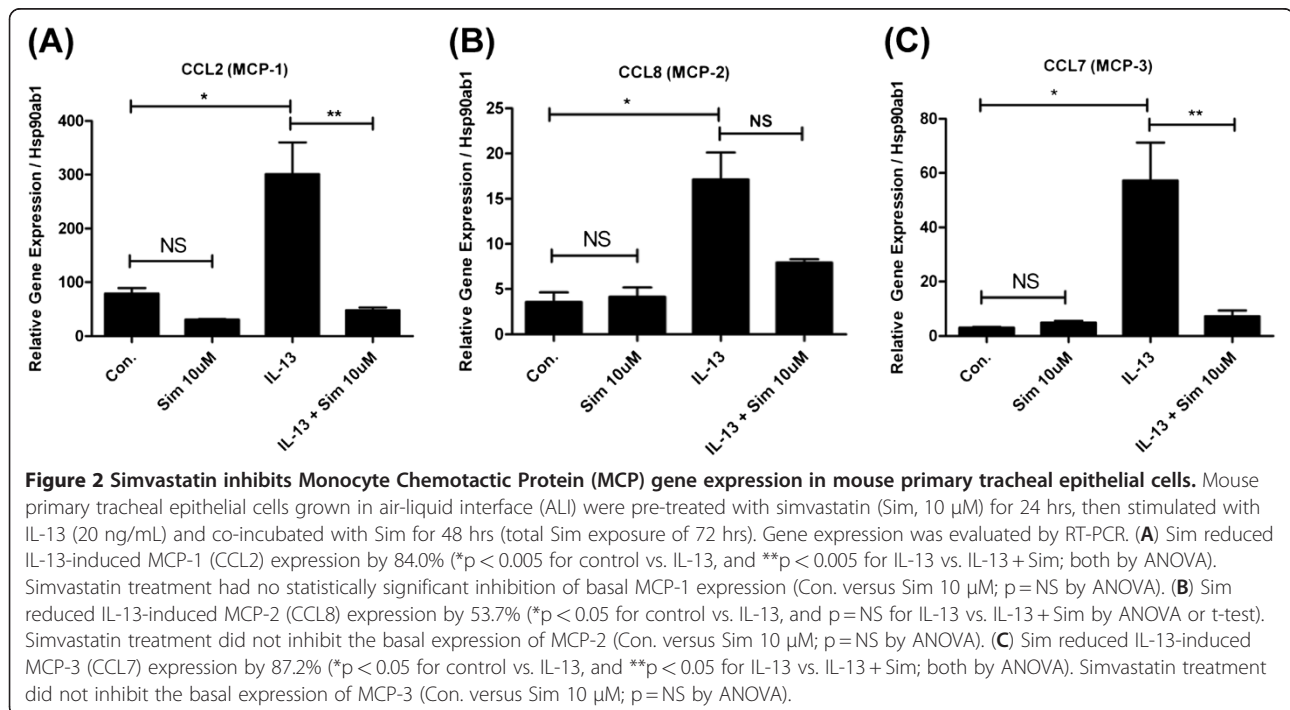 (A)
CCL2 (MCP-1)
*
**
NS
Relative Gene Expression / Hsp90ab1
400
300
200
100
0
Con.
Sim 10uM
IL-13
IL-13 + Sim 10uM
(B)
CCL8 (MCP-2)
*
NS
NS
Relative Gene Expression / Hsp90ab1
25
20
15
10
5
0
Con.
Sim 10uM
IL-13
IL-13 + Sim 10uM
(C)
CCL7 (MCP-3)
*
**
NS
Relative Gene Expression / Hsp90ab1
80
60
40
20
0
Con.
Sim 10uM
IL-13
IL-13 + Sim 10uM
Figure 2 Simvastatin inhibits Monocyte Chemotactic Protein (MCP) gene expression in mouse primary tracheal epithelial cells. Mouse
primary tracheal epithelial cells grown in air-liquid interface (ALI) were pre-treated with simvastatin (Sim, 10 μM) for 24 hrs, then stimulated with
IL-13 (20 ng/mL) and co-incubated with Sim for 48 hrs (total Sim exposure of 72 hrs). Gene expression was evaluated by RT-PCR. (A) Sim reduced
IL-13-induced MCP-1 (CCL2) expression by 84.0% (*p < 0.005 for control vs. IL-13, and **p < 0.005 for IL-13 vs. IL-13 + Sim; both by ANOVA).
Simvastatin treatment had no statistically significant inhibition of basal MCP-1 expression (Con. versus Sim 10 μM; p = NS by ANOVA). (B) Sim
reduced IL-13-induced MCP-2 (CCL8) expression by 53.7% (*p < 0.05 for control vs. IL-13, and p = NS for IL-13 vs. IL-13 + Sim by ANOVA or t-test).
Simvastatin treatment did not inhibit the basal expression of MCP-2 (Con. versus Sim 10 μM; p = NS by ANOVA). (C) Sim reduced IL-13-induced
MCP-3 (CCL7) expression by 87.2% (*p < 0.05 for control vs. IL-13, and **p < 0.05 for IL-13 vs. IL-13 + Sim; both by ANOVA). Simvastatin treatment
did not inhibit the basal expression of MCP-3 (Con. versus Sim 10 μM; p = NS by ANOVA).